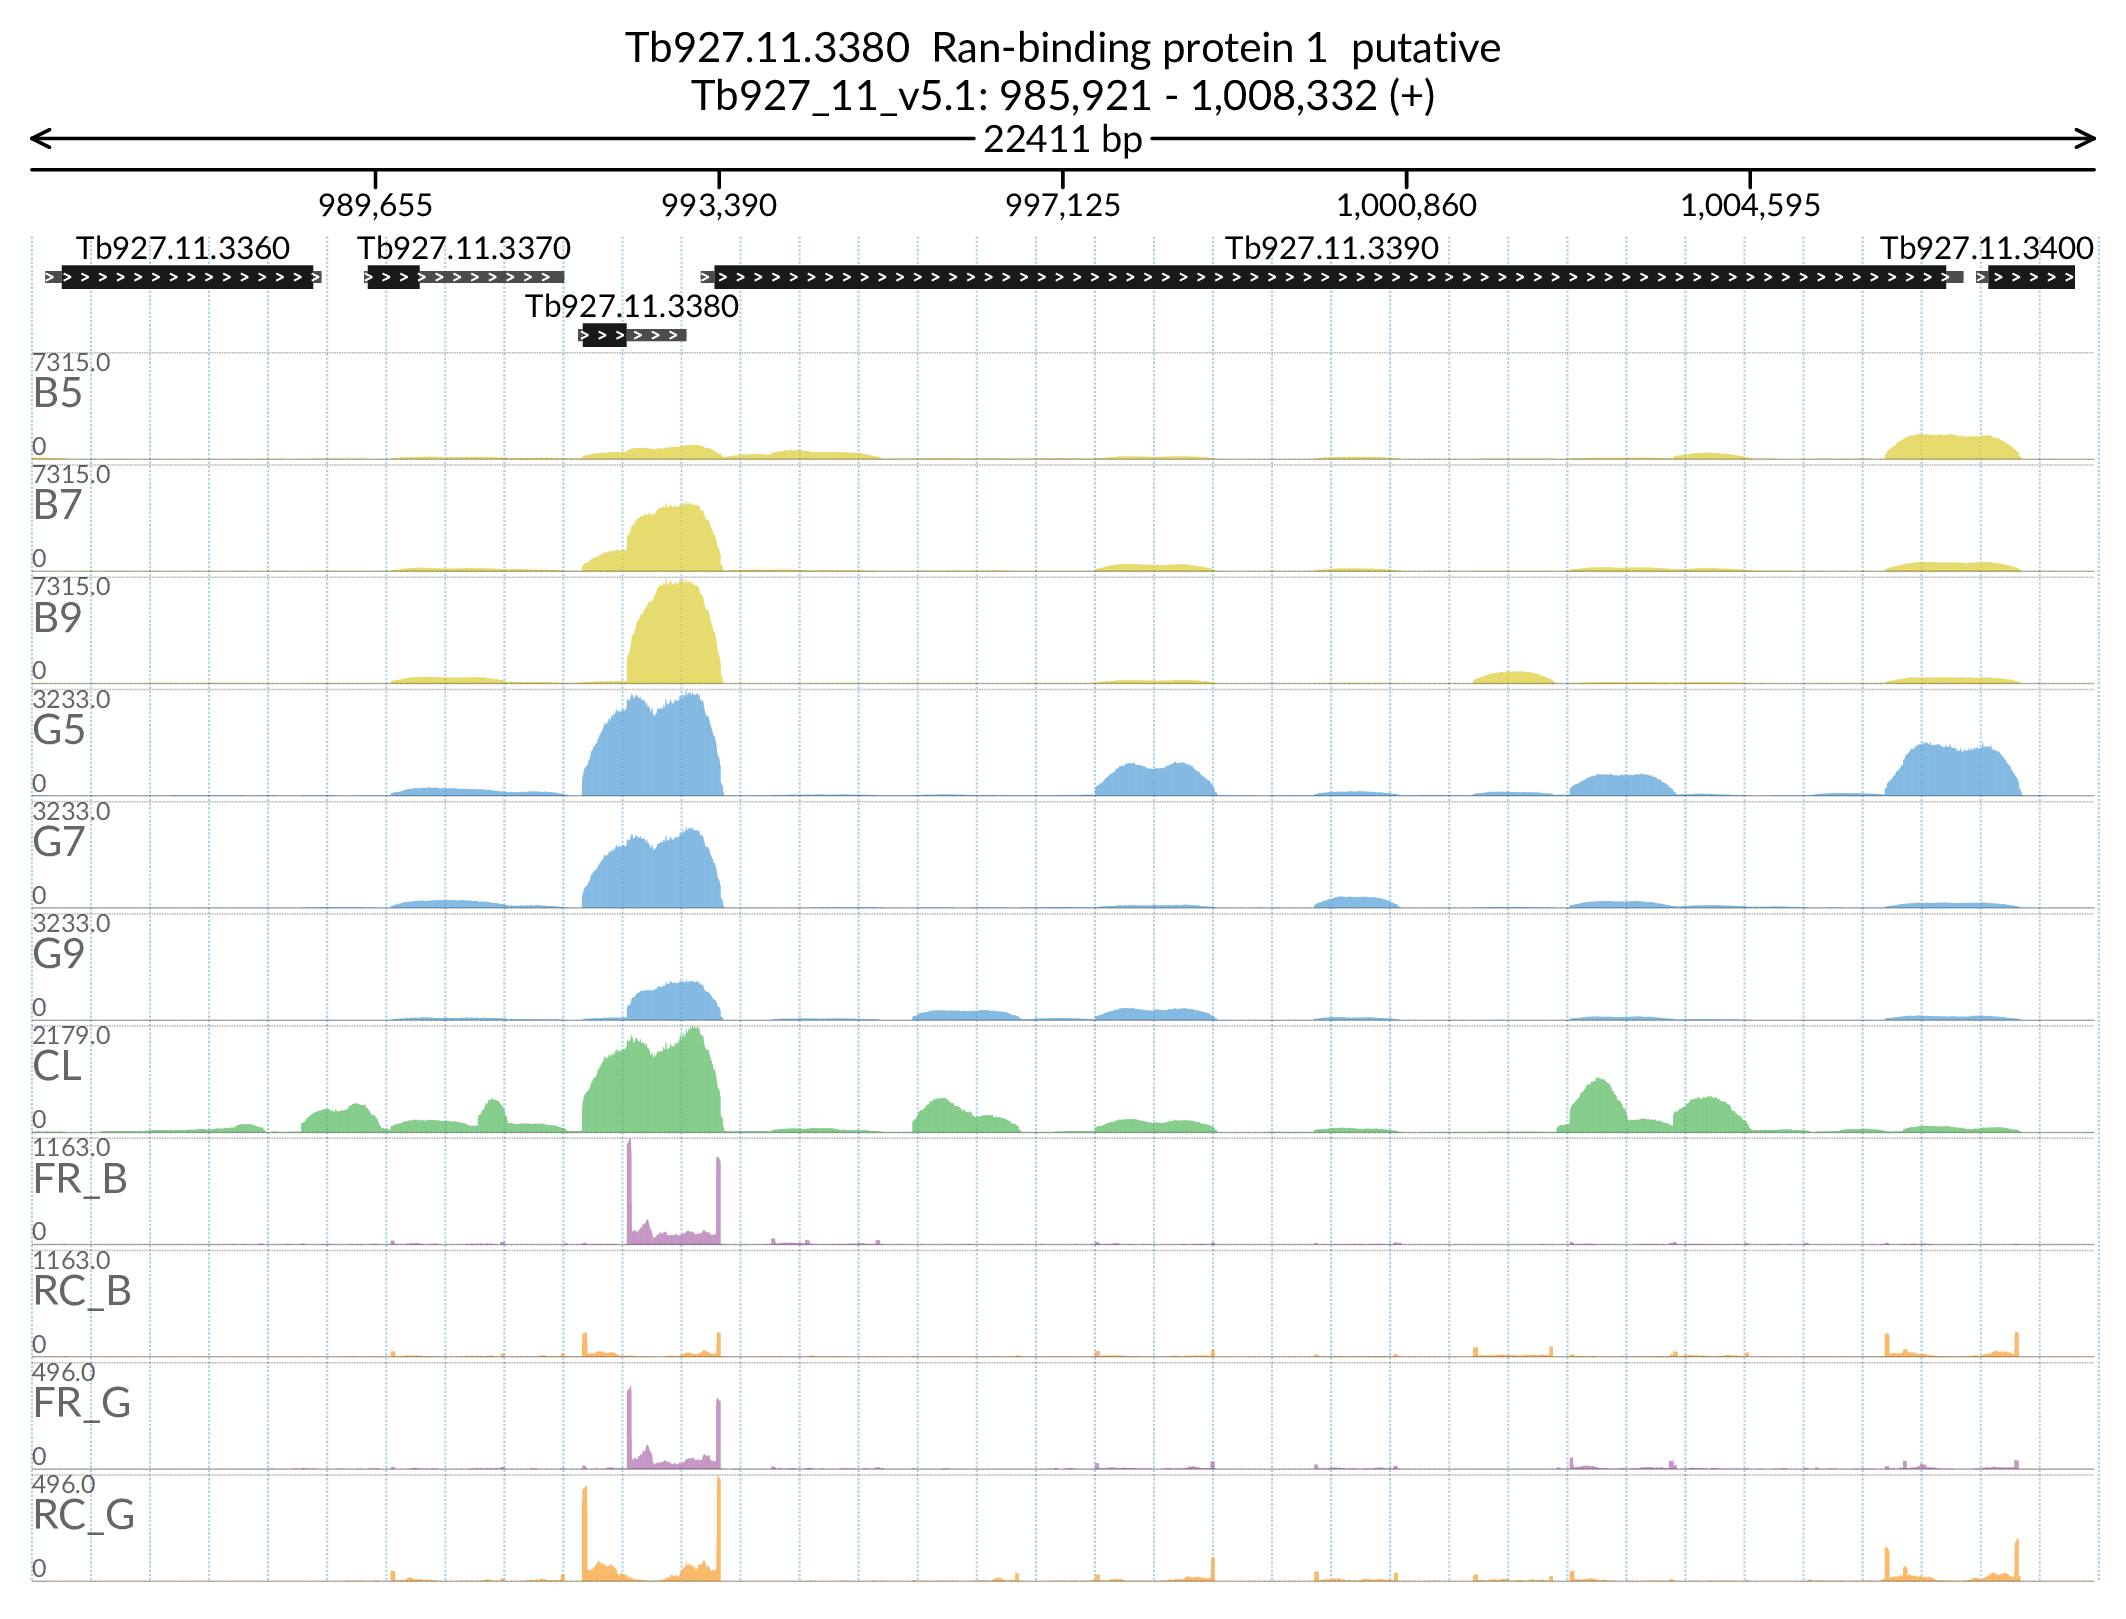 Tb927.11.3380  Ran-binding protein 1  putative
Tb927_11_v5.1: 985,921 - 1,008,332 (+)
22411 bp
989,655 993,390 997,125 1,000,860 1,004,595
Tb927.11.3360 Tb927.11.3370 Tb927.11.3390 Tb927.11.3400
Tb927.11.3380
7315.0
B5
0
7315.0
B7
0
7315.0
B9
0
3233.0
G5
0
3233.0
G7
0
3233.0
G9
0
2179.0
CL
0
1163.0
FR_B
0
1163.0
RC_B
0
496.0
FR_G
0
496.0
RC_G
0